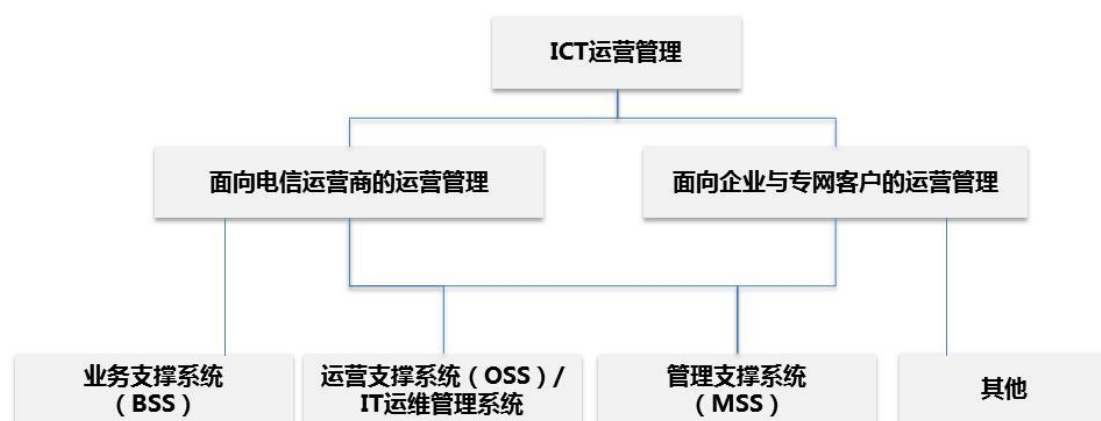 ICT运营管理
面向电信运营商的运营管理
面向企业与专网客户的运营管理
业务支撑系统
（BSS）
运营支撑系统（OSS）/
IT运维管理系统
管理支撑系统
（MSS）
其他